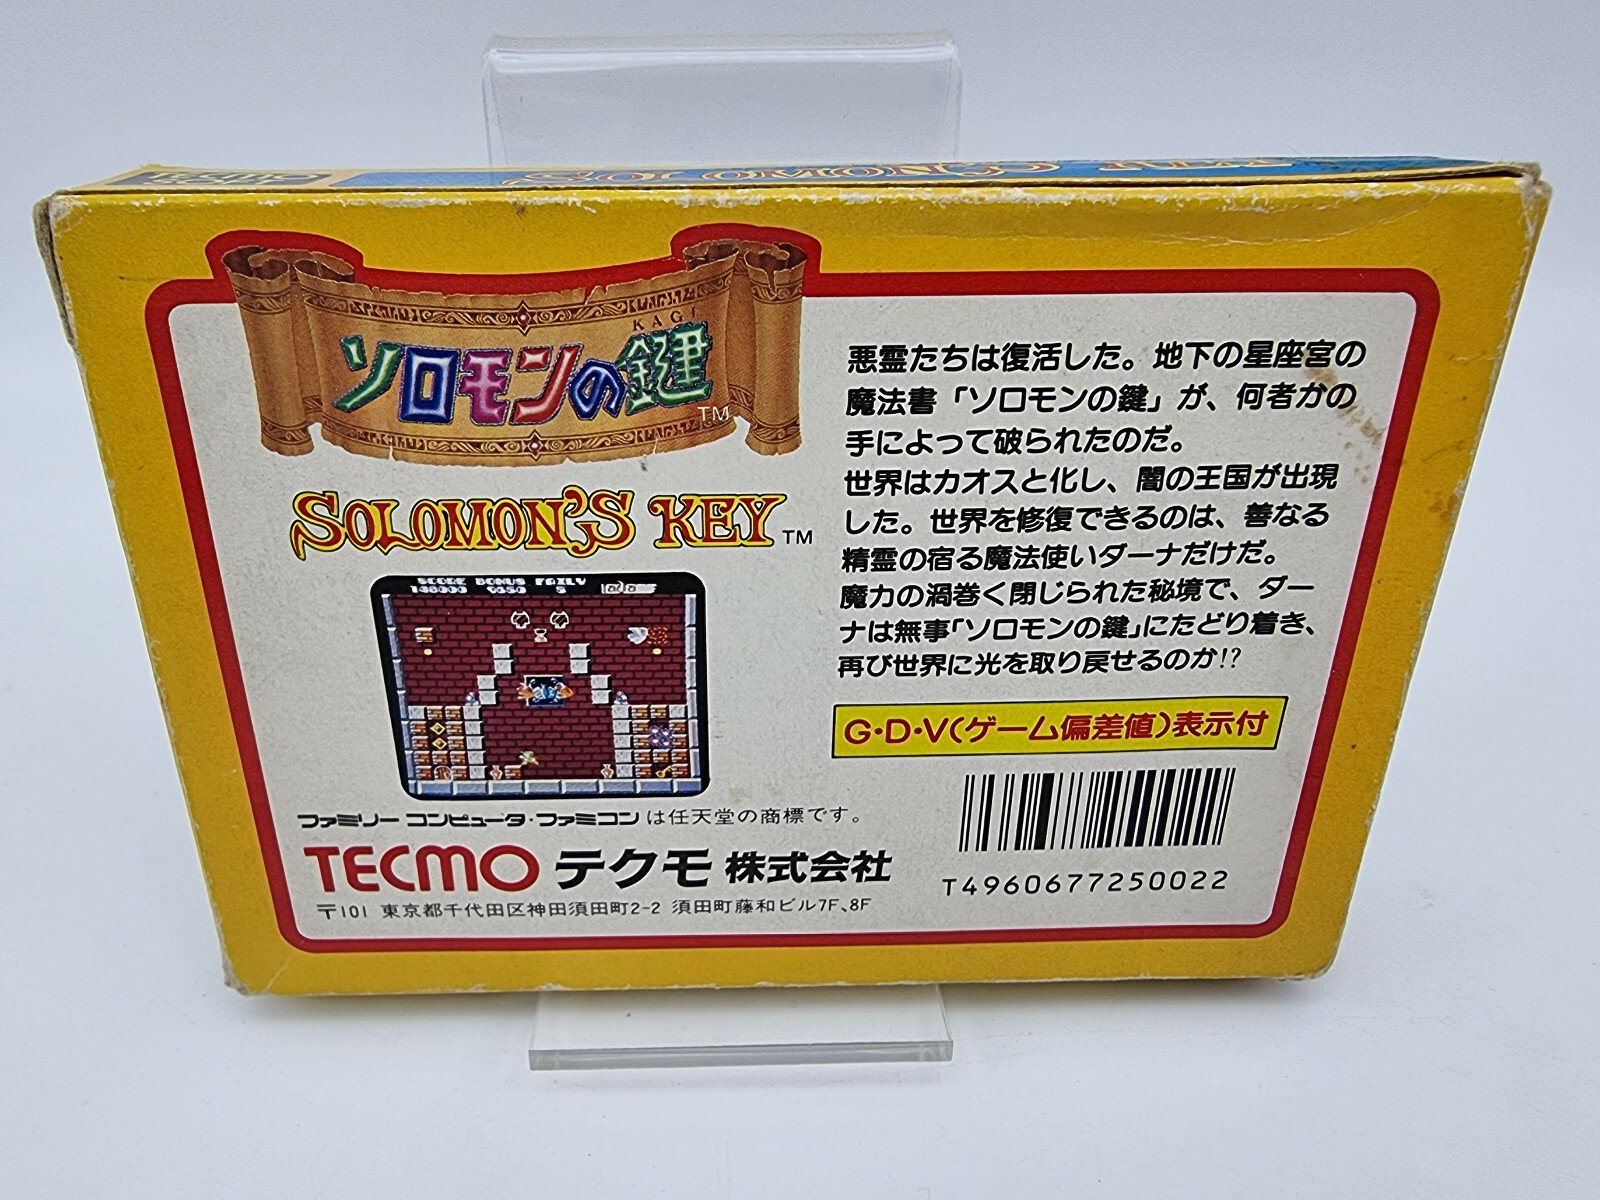 SOLOMON'S KEY
KAGI
ソロモンの鍵
TM
SOLOMON'S KEY TM
SCORE BONUS FAILY
悪霊たちは復活した。地下の星座宮の
魔法書「ソロモンの鍵」が、何者かの
手によって破られたのだ。
世界はカオスと化し、闇の王国が出現
した。世界を修復できるのは、善なる
精霊の宿る魔法使いダーナだけだ。
魔力の渦巻く閉じられた秘境で、ダー
ナは無事「ソロモンの鍵」にたどり着き、
再び世界に光を取り戻せるのか!?
G・D・V(ゲーム偏差値)表示付
T4960677250022
ファミリーコンピュータ・ファミコンは任天堂の商標です。
TECMO テクモ株式会社
〒101 東京都千代田区神田須田町2-2 須田町藤和ビル7F、8F